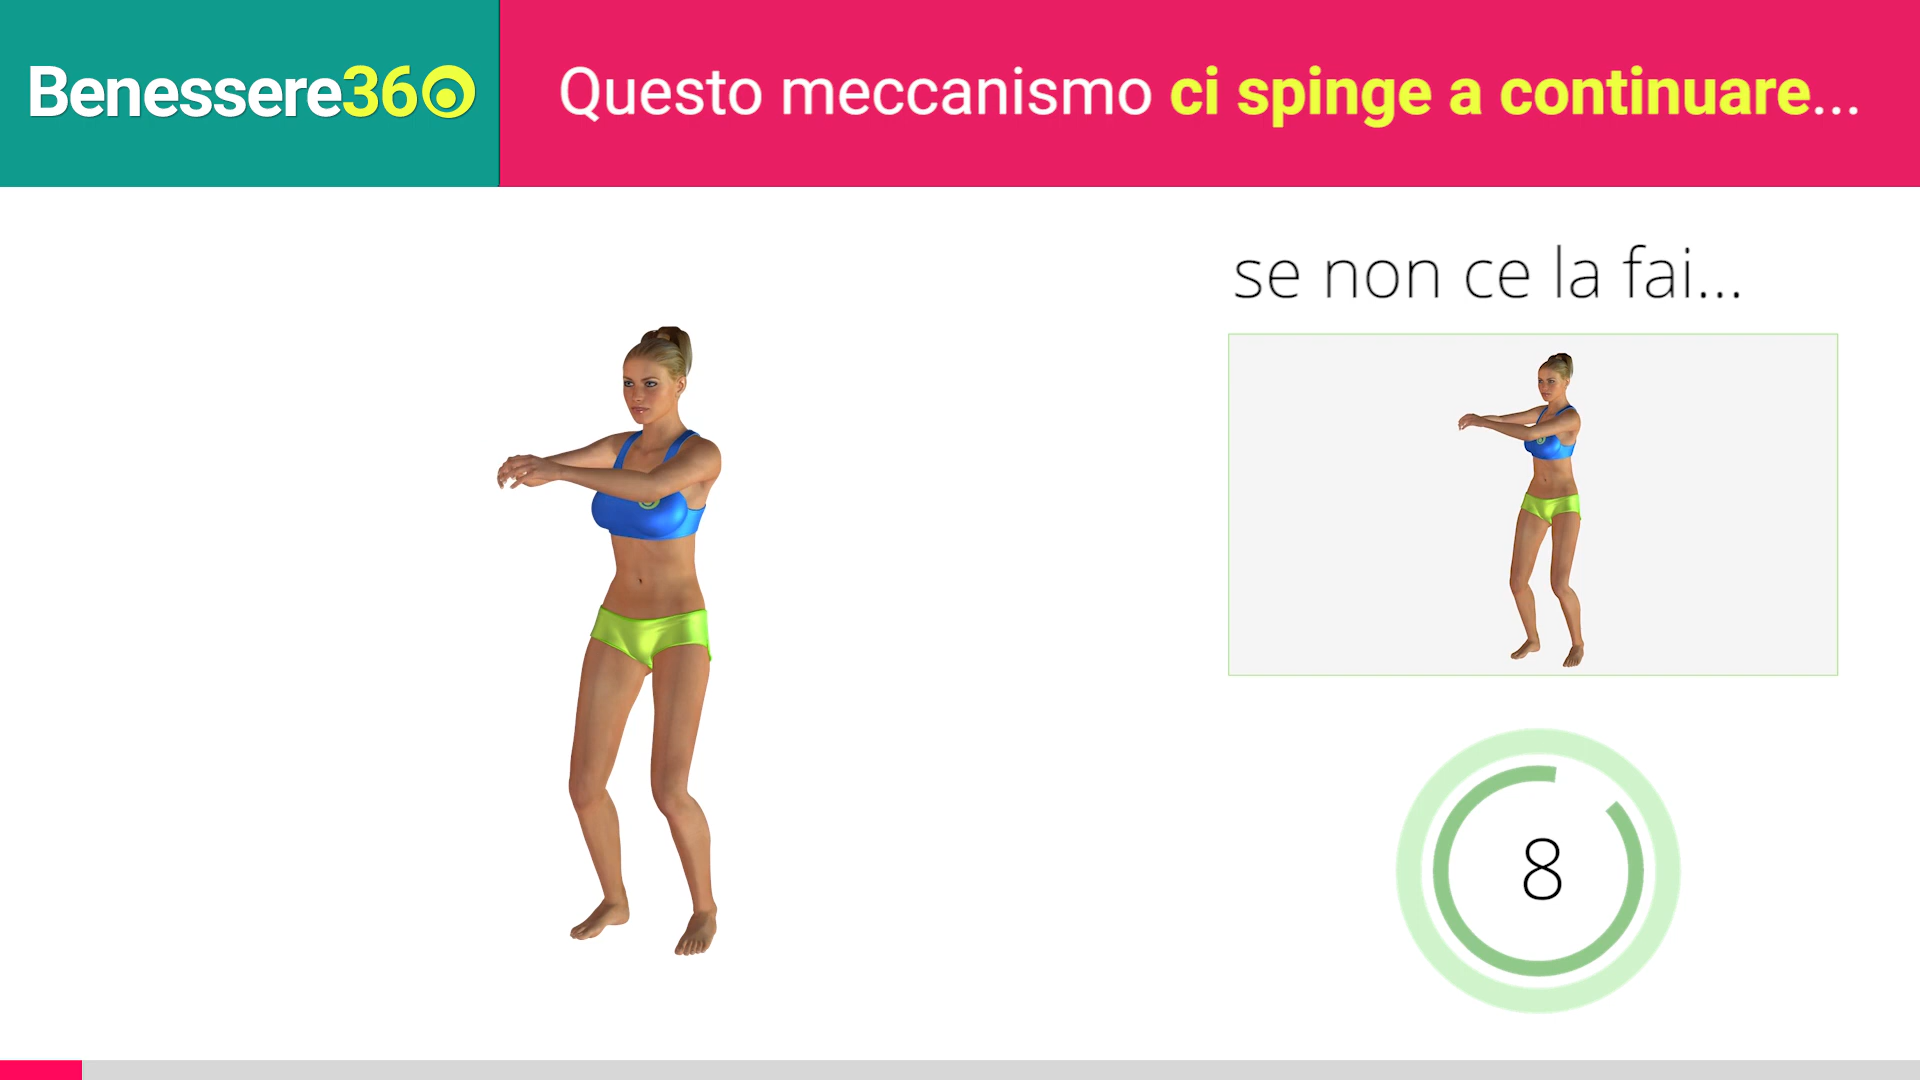 Benessere360
Questo meccanismo ci spinge a continuare...
se non ce la fai...
8